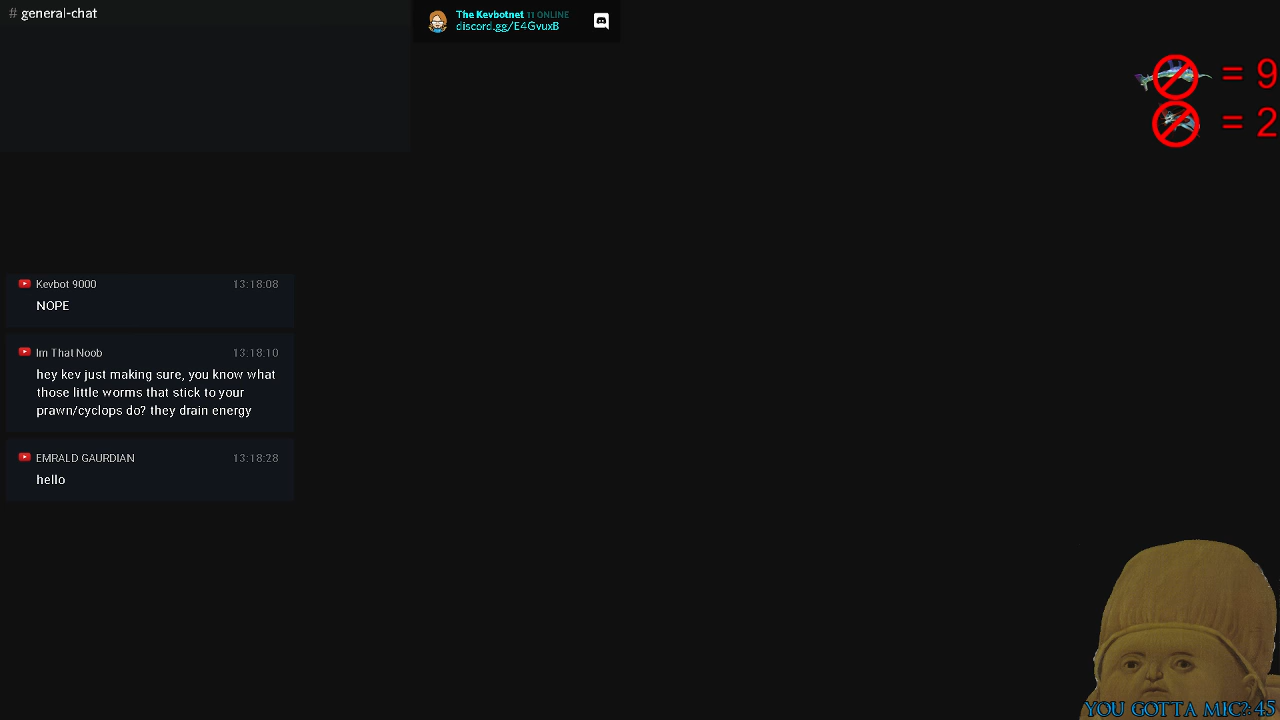 # general-chat
The Kevbotnet 11 ONLINE
discord.gg/E4GvuxB
= 9
= 2
Kevbot 9000 13:18:08
NOPE
Im That Noob 13:18:10
hey kev just making sure, you know what
those little worms that stick to your
prawn/cyclops do? they drain energy
EMRALD GAURDIAN 13:18:28
hello
YOU GOTTA MIC?:45